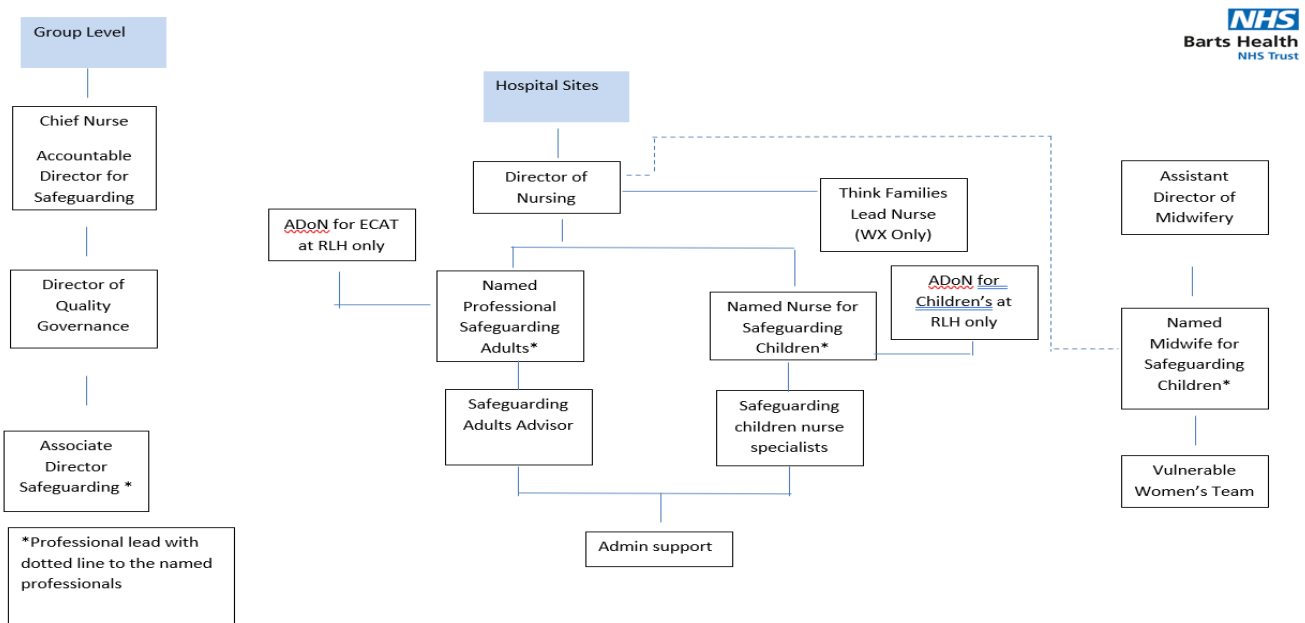 Group Level
NHS
Barts Health
NHS Trust
Hospital Sites
Chief Nurse
Accountable
Director for
Safeguarding
Director of
Nursing
Think Families
Lead Nurse
(WX Only)
Assistant
Director of
Midwifery
ADoN for ECAT
at RLH only
Director of
Quality
Governance
Named
Professional
Safeguarding
Adults*
Named Nurse for
Safeguarding
Children*
ADoN for
Children’s at
RLH only
Named
Midwife for
Safeguarding
Children*
Safeguarding
Adults Advisor
Safeguarding
children nurse
specialists
Associate
Director
Safeguarding *
Vulnerable
Women’s Team
*Professional lead with
dotted line to the named
professionals
Admin support